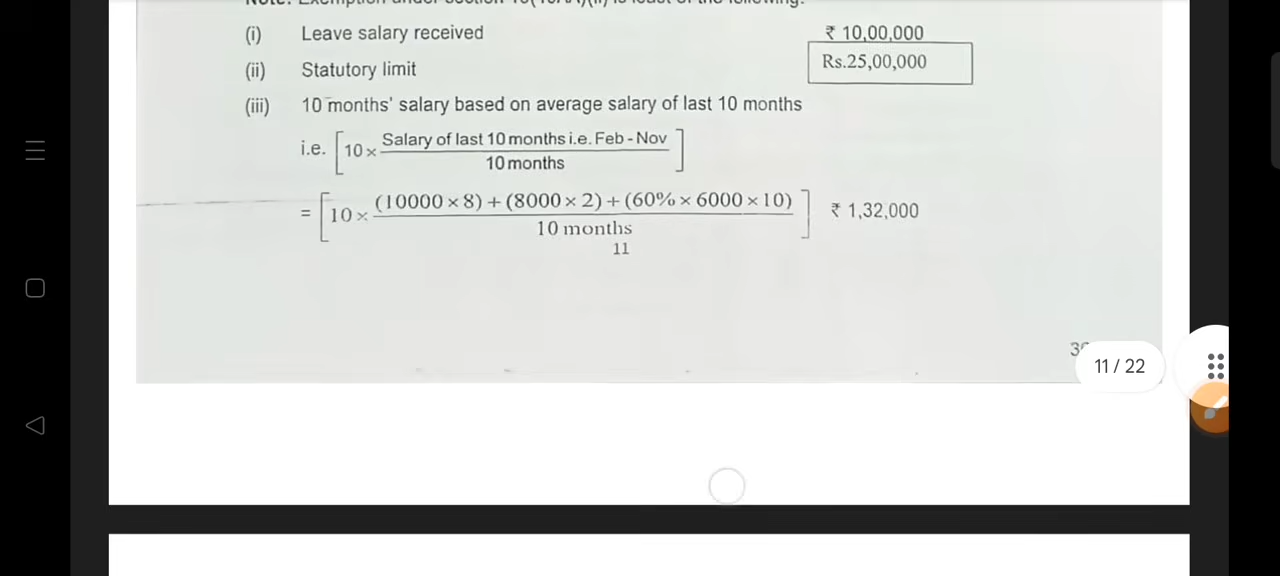 (i) Leave salary received ₹ 10,00,000
(ii) Statutory limit Rs.25,00,000
(iii) 10 months' salary based on average salary of last 10 months
i.e. [10 × Salary of last 10 months i.e. Feb - Nov / 10 months]
= [10 × (10000 × 8) + (8000 × 2) + (60% × 6000 × 10) / 10 months] ₹ 1,32,000
11
11 / 22